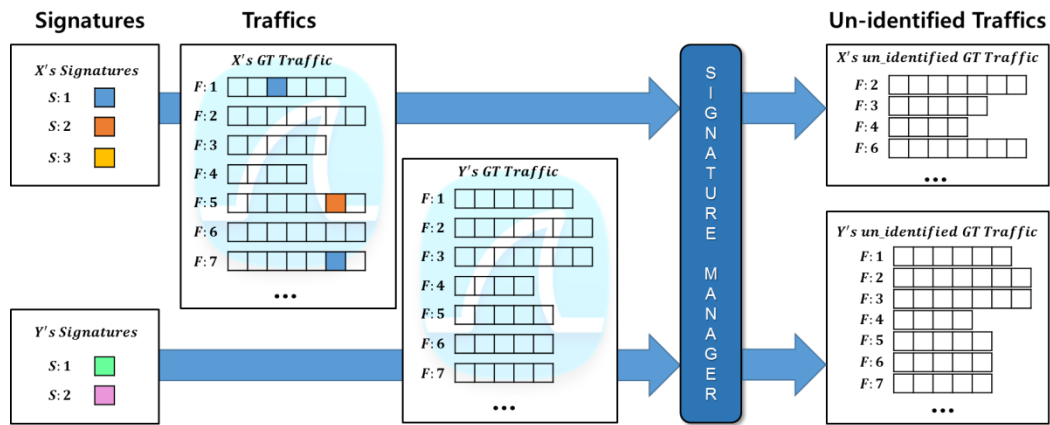 Signatures
Traffics
Un-identified Traffics
X's Signatures
S:1
S:2
S:3
X's GT Traffic
F:1
F:2
F:3
F:4
F:5
F:6
F:7
...
Y's Signatures
S:1
S:2
Y's GT Traffic
F:1
F:2
F:3
F:4
F:5
F:6
F:7
...
SIGNATURE MANAGER
X's un_identified GT Traffic
F:2
F:3
F:4
F:6
...
Y's un_identified GT Traffic
F:1
F:2
F:3
F:4
F:5
F:6
F:7
...